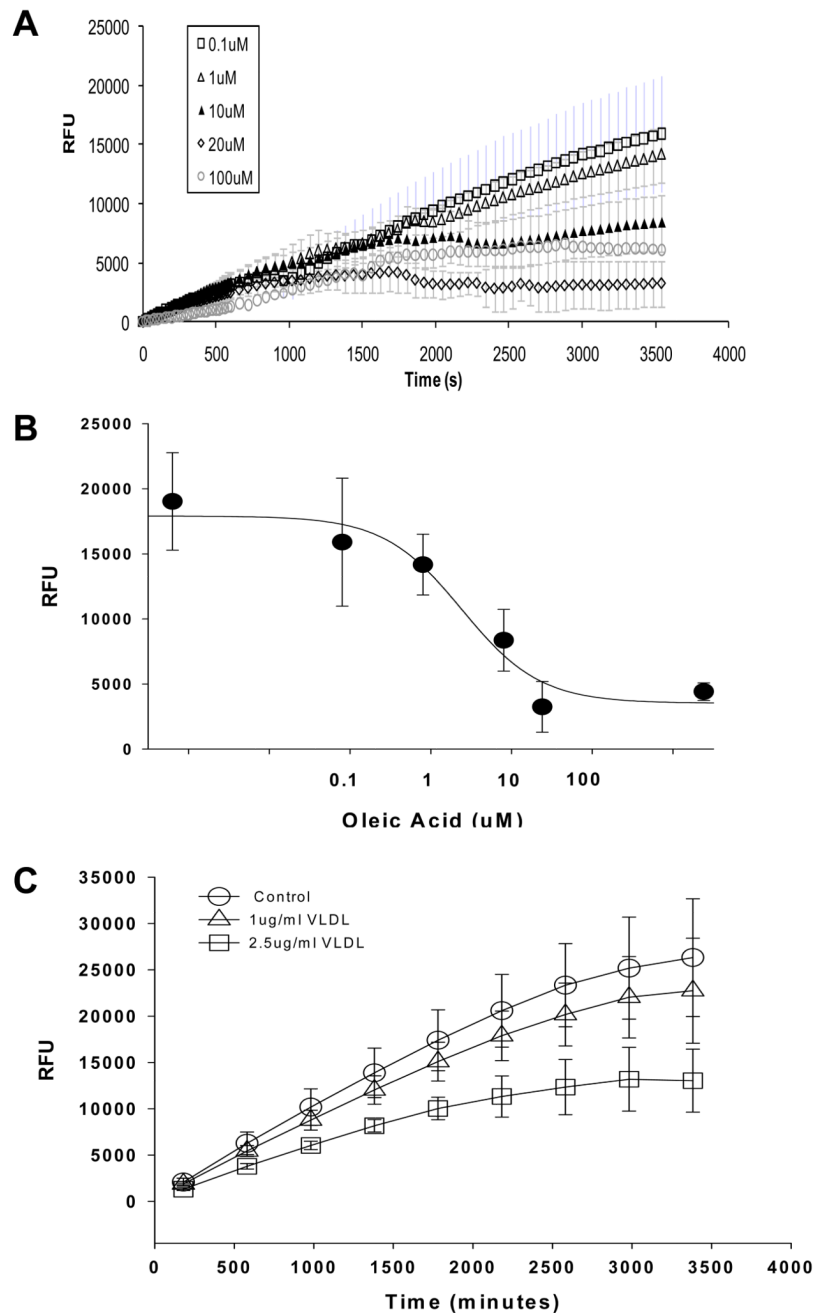 A
25000
20000
15000
10000
5000
0
RFU
0.1uM
1uM
10uM
20uM
100uM
0 500 1000 1500 2000 2500 3000 3500 4000
Time (s)
B
25000
20000
15000
10000
5000
0
RFU
0.1 1 10 100
Oleic Acid (uM)
C
35000
30000
25000
20000
15000
10000
5000
0
RFU
Control
1ug/ml VLDL
2.5ug/ml VLDL
0 500 1000 1500 2000 2500 3000 3500 4000
Time (minutes)